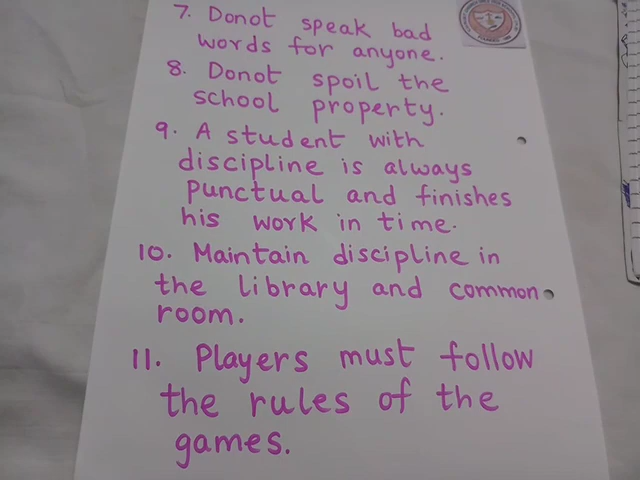 7. Donot speak bad
words for anyone.
8. Donot spoil the
school property.
9. A student with
discipline is always
punctual and finishes
his work in time.
10. Maintain discipline in
the library and common
room.
11. Players must follow
the rules of the
games.